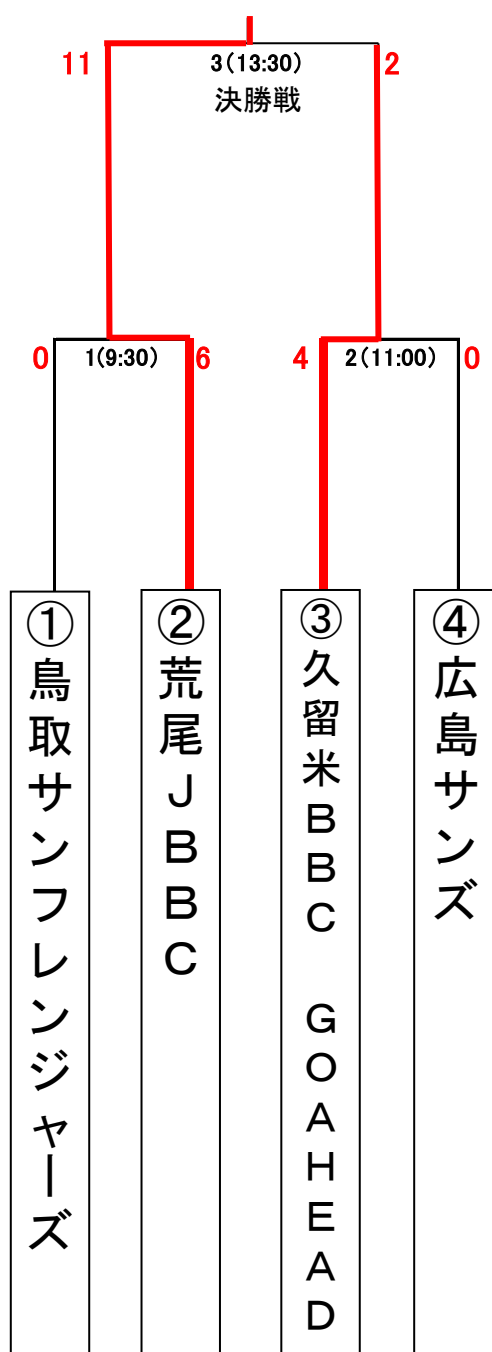 11
3(13:30)
2
決勝戦
0
1(9:30)
6
4
2(11:00)
0
①鳥取サンフレンジャーズ
②荒尾JBBC
③久留米BBC　GOAHEAD
④広島サンズ